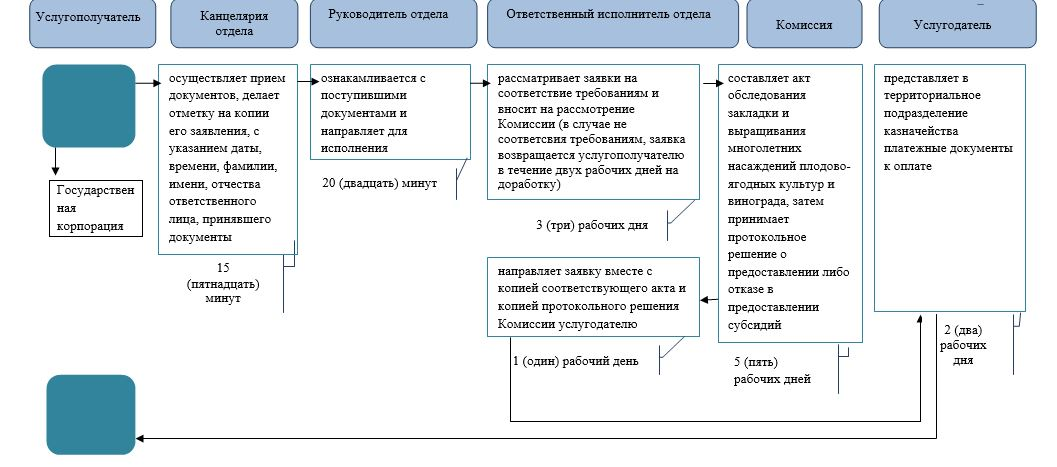 Услугополучатель
Канцелярия
отдела
Руководитель отдела
Ответственный исполнитель отдела
Комиссия
Услугодатель
Государствен
ная
корпорация
осуществляет прием
документов, делает
отметку на копии
его заявления, с
указанием даты,
времени, фамилии,
имени, отчества
ответственного
лица, принявшего
документы
15
(пятнадцать)
минут
ознакамливается с
поступившими
документами и
направляет для
исполнения
20 (двадцать) минут
рассматривает заявки на
соответствие требованиям и
вносит на рассмотрение
Комиссии (в случае не
соответсвия требованиям, заявка
возвращается услугополучателю
в течение двух рабочих дней на
доработку)
3 (три) рабочих дня
направляет заявку вместе с
копией соответствующего акта и
копией протокольного решения
Комиссии услугодателю
1 (один) рабочий день
составляет акт
обследования
закладки и
выращивания
многолетних
насаждений плодово-
ягодных культур и
винограда, затем
принимает
протокольное
решение о
предоставлении либо
отказе в
предоставлении
субсидий
5 (пять)
рабочих дней
представляет в
территориальное
подразделение
казначейства
платежные документы
к оплате
2 (два)
рабочих
дня